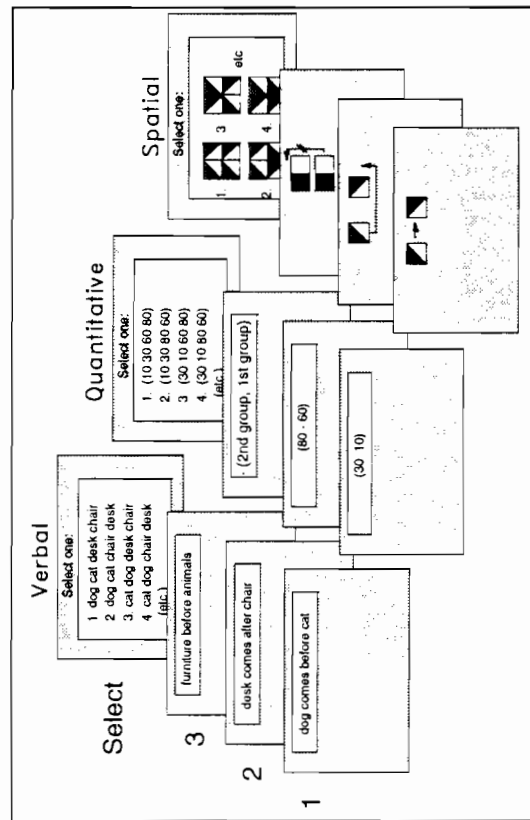 Verbal
Quantitative
Spatial
Select
Select one:
1 dog cat desk chair
2 dog cat chair desk
3. cat dog desk chair
4 cat dog chair desk
(etc.)
Select one:
1. (10 30 60 80)
2. (10 30 80 60)
3 (30 10 60 80)
4. (30 10 80 60)
(etc.)
Select one:
1.
2
3
4.
etc
3
furniture before animals
- (2nd group, 1st group)
2
desk comes after chair
(80 - 60)
1
dog comes before cat
(30 10)